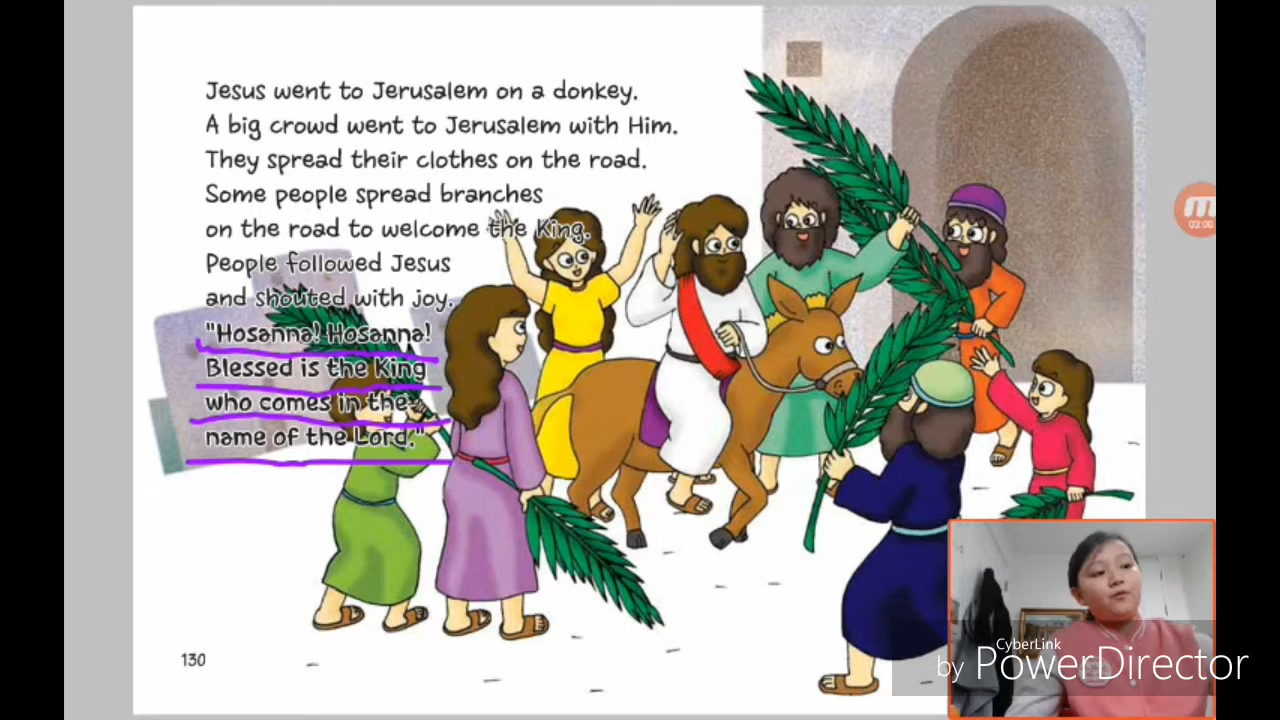 Jesus went to Jerusalem on a donkey.
A big crowd went to Jerusalem with Him.
They spread their clothes on the road.
Some people spread branches
on the road to welcome the King.
People followed Jesus
and shouted with joy.
"Hosanna! Hosanna!
Blessed is the King
who comes in the
name of the Lord."
130
03:00
CyberLink
by PowerDirector